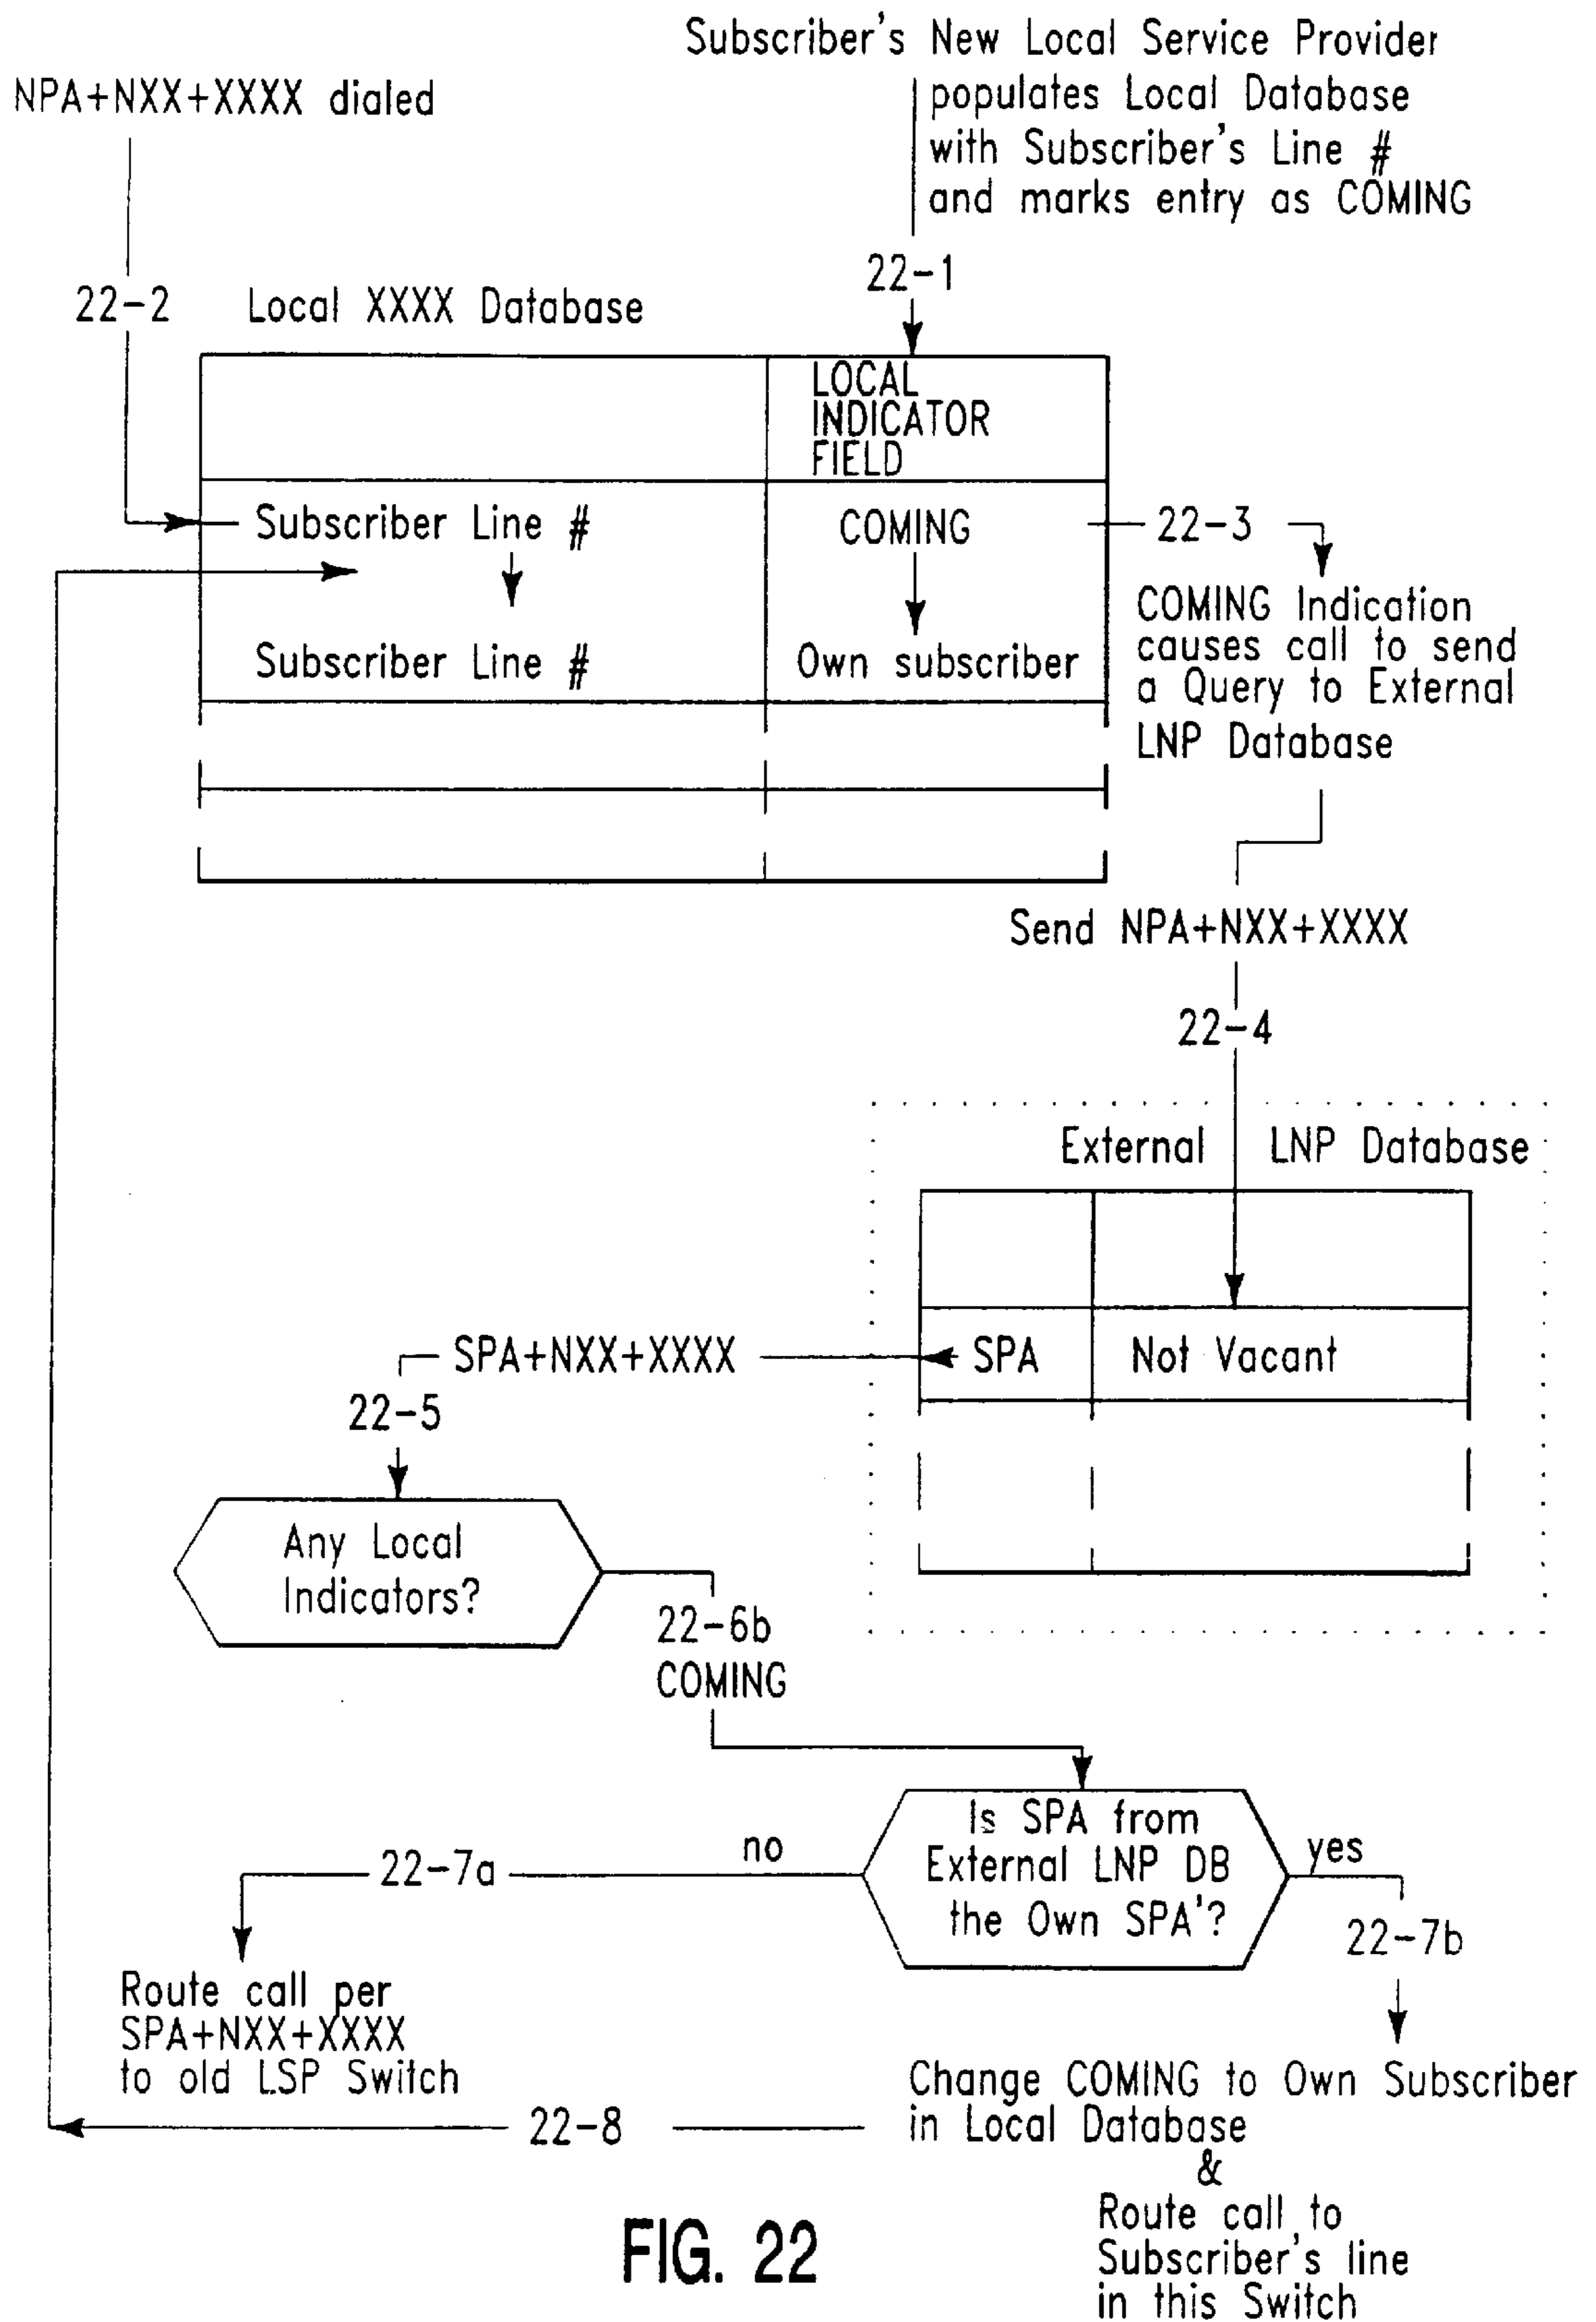 Subscriber's New Local Service Provider
populates Local Database
with Subscriber's Line #
and marks entry as COMING
NPA+NXX+XXXX dialed
22-1
22-2
Local XXXX Database
LOCAL
INDICATOR
FIELD
Subscriber Line #
COMING
22-3
Subscriber Line #
Own subscriber
COMING Indication
causes call to send
a Query to External
LNP Database
Send NPA+NXX+XXXX
22-4
External LNP Database
SPA+NXX+XXXX
SPA
Not Vacant
22-5
Any Local
Indicators?
22-6b
COMING
Is SPA from
External LNP DB
the Own SPA'?
no
yes
22-7a
22-7b
Route call per
SPA+NXX+XXXX
to old LSP Switch
22-8
Change COMING to Own Subscriber
in Local Database
&
Route call to
Subscriber's line
in this Switch
FIG. 22